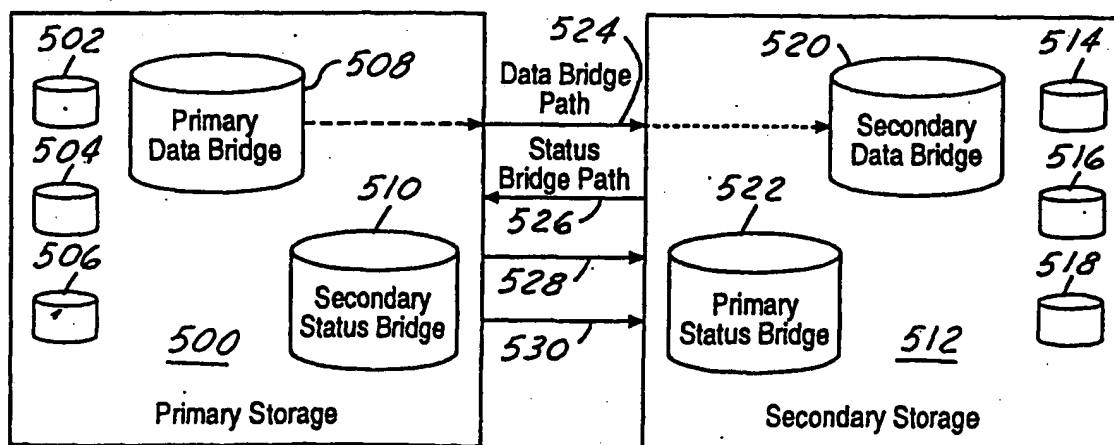 502
508
524
520
514
Data Bridge
Path
Primary
Data Bridge
Secondary
Data Bridge
504
Status
Bridge Path
516
510
526
522
506
528
518
Secondary
Status Bridge
Primary
Status Bridge
500
530
512
Primary Storage
Secondary Storage